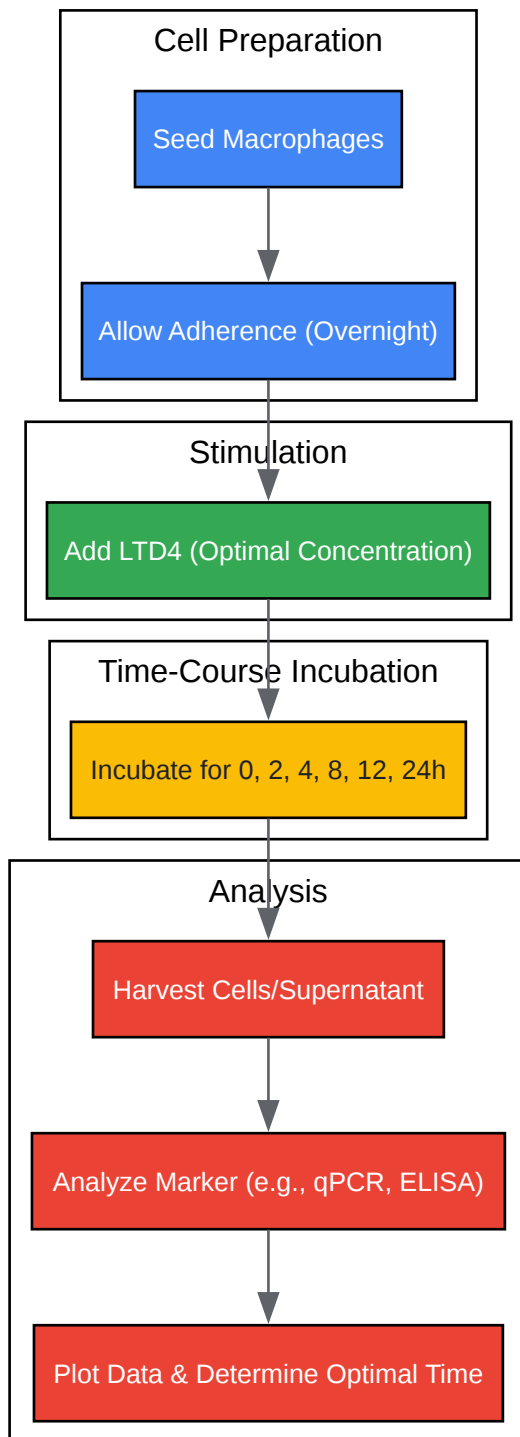 Cell Preparation
Seed Macrophages
Allow Adherence (Overnight)
Stimulation
Add LTD4 (Optimal Concentration)
Time-Course Incubation
Incubate for 0, 2, 4, 8, 12, 24h
Analysis
Harvest Cells/Supernatant
Analyze Marker (e.g., qPCR, ELISA)
Plot Data & Determine Optimal Time